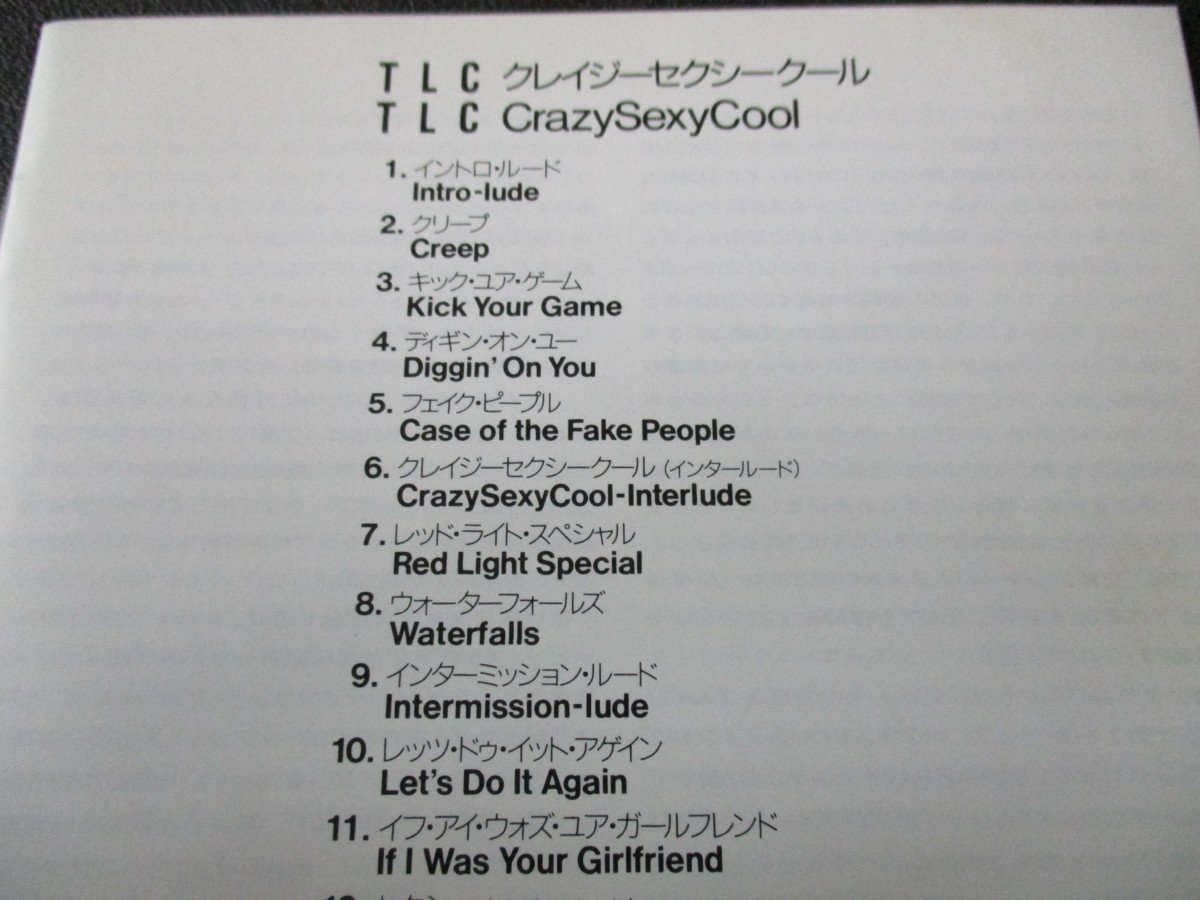 TLC クレイジーセクシークール
TLC CrazySexyCool
1. イントロ・ルード
Intro-lude
2. クリープ
Creep
3. キック・ユア・ゲーム
Kick Your Game
4. ディギン・オン・ユー
Diggin' On You
5. フェイク・ピープル
Case of the Fake People
6. クレイジーセクシークール（インタールード）
CrazySexyCool-Interlude
7. レッド・ライト・スペシャル
Red Light Special
8. ウォーターフォールズ
Waterfalls
9. インターミッション・ルード
Intermission-lude
10. レッツ・ドゥ・イット・アゲイン
Let's Do It Again
11. イフ・アイ・ウォズ・ユア・ガールフレンド
If I Was Your Girlfriend